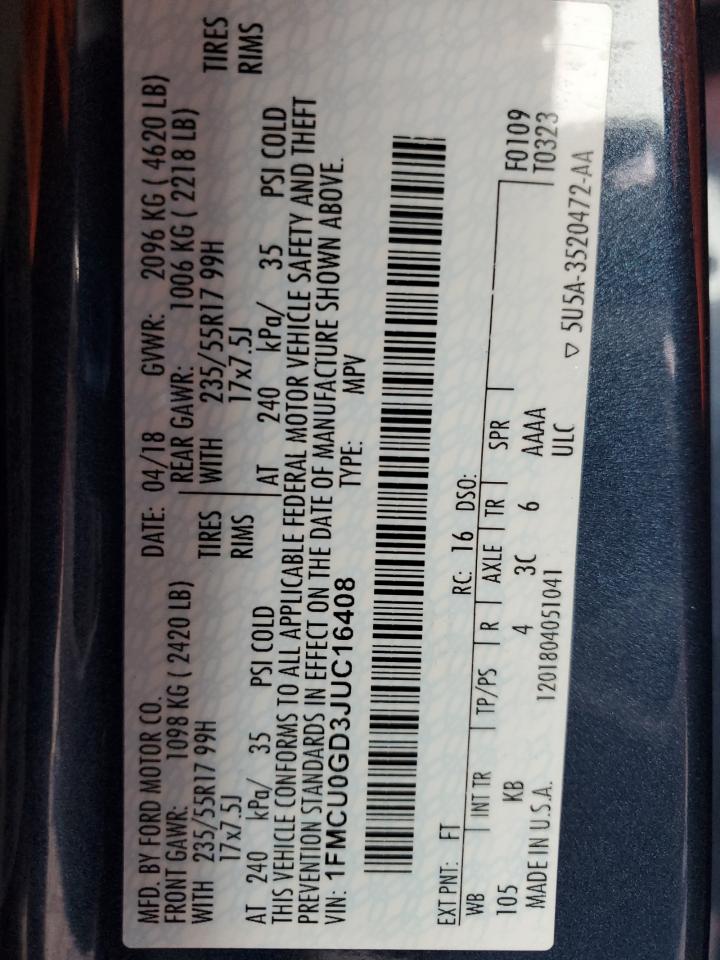 MFD. BY FORD MOTOR CO.
DATE: 04/18 GVWR: 2096 KG ( 4620 LB)
FRONT GAWR: 1098 KG ( 2420 LB) REAR GAWR: 1006 KG ( 2218 LB)
WITH 235/55R17 99H TIRES WITH 235/55R17 99H TIRES
17x7.5J RIMS 17x7.5J RIMS
AT 240 kPa/ 35 PSI COLD AT 240 kPa/ 35 PSI COLD
THIS VEHICLE CONFORMS TO ALL APPLICABLE FEDERAL MOTOR VEHICLE SAFETY AND THEFT
PREVENTION STANDARDS IN EFFECT ON THE DATE OF MANUFACTURE SHOWN ABOVE.
VIN: 1FMCU0GD3JUC16408 TYPE: MPV
EXT PNT: FT RC: 16 DSO:
WB INT TR TP/PS R AXLE TR SPR F0109
105 KB 4 3C 6 AAAA T0323
MADE IN U.S.A. 1201804051041 ULC
▽ 5U5A-3520472-AA